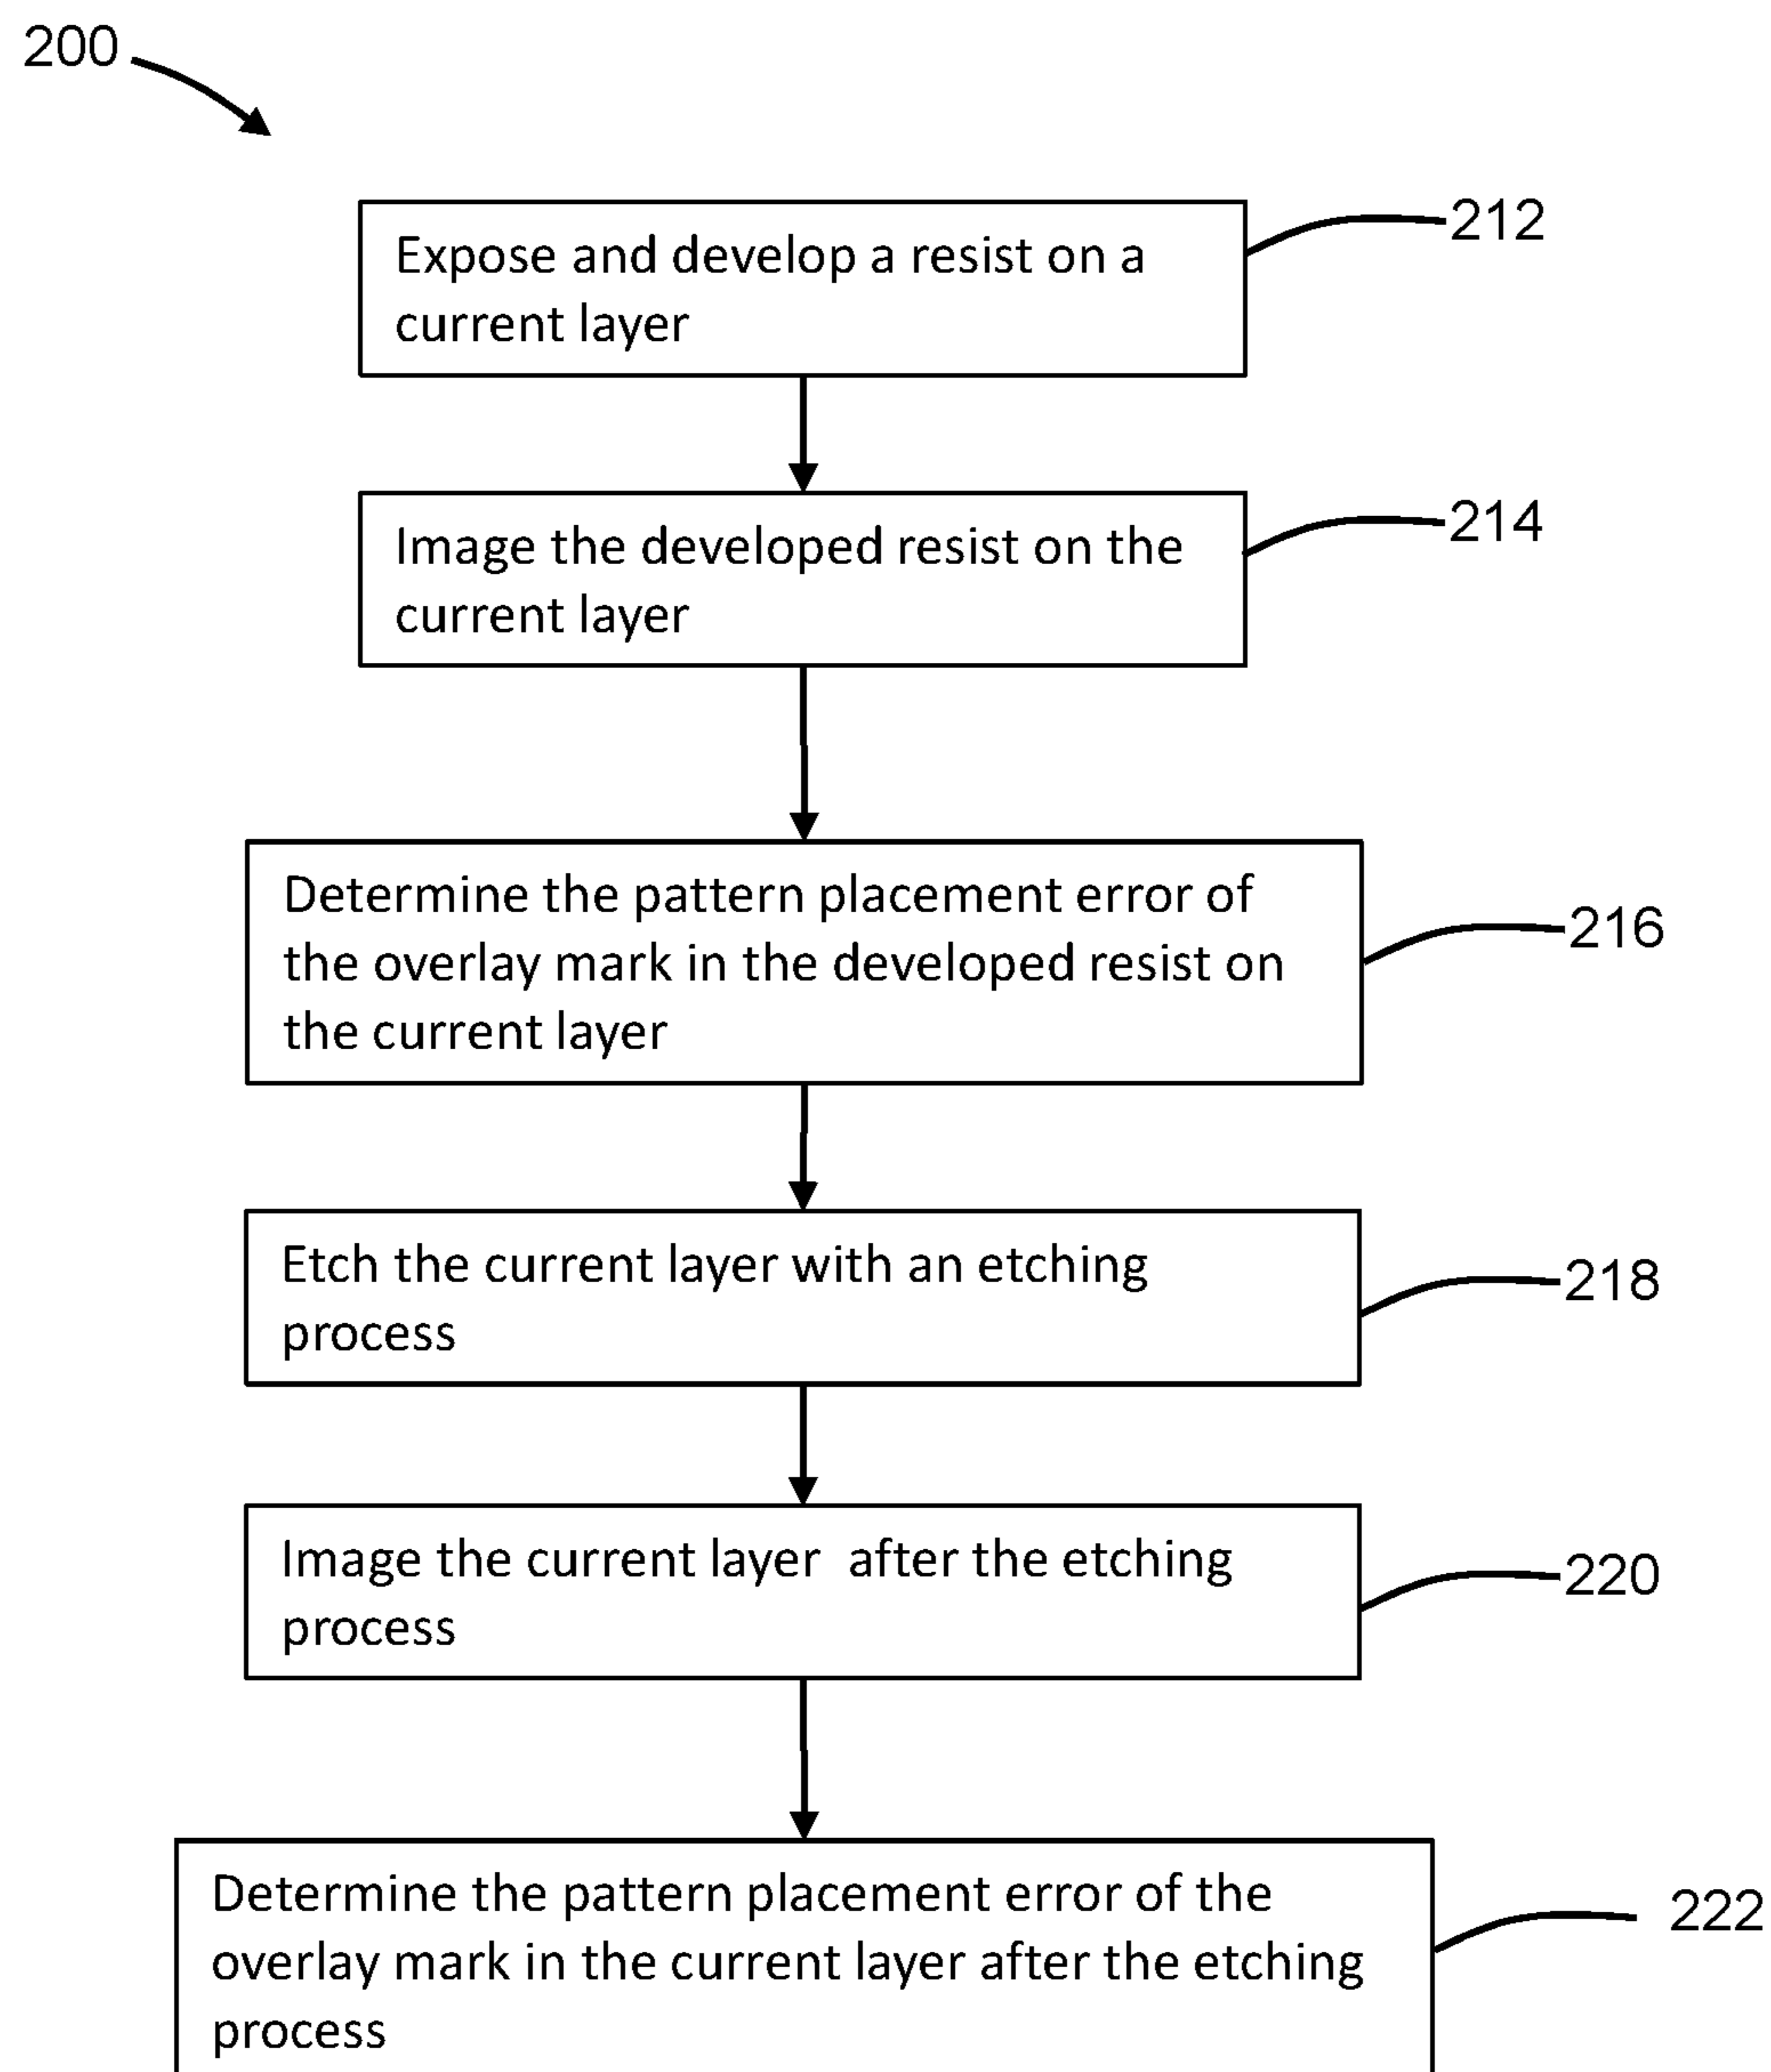 200
Expose and develop a resist on a
current layer
212
Image the developed resist on the
current layer
214
Determine the pattern placement error of
the overlay mark in the developed resist on
the current layer
216
Etch the current layer with an etching
process
218
Image the current layer  after the etching
process
220
Determine the pattern placement error of the
overlay mark in the current layer after the etching
process
222